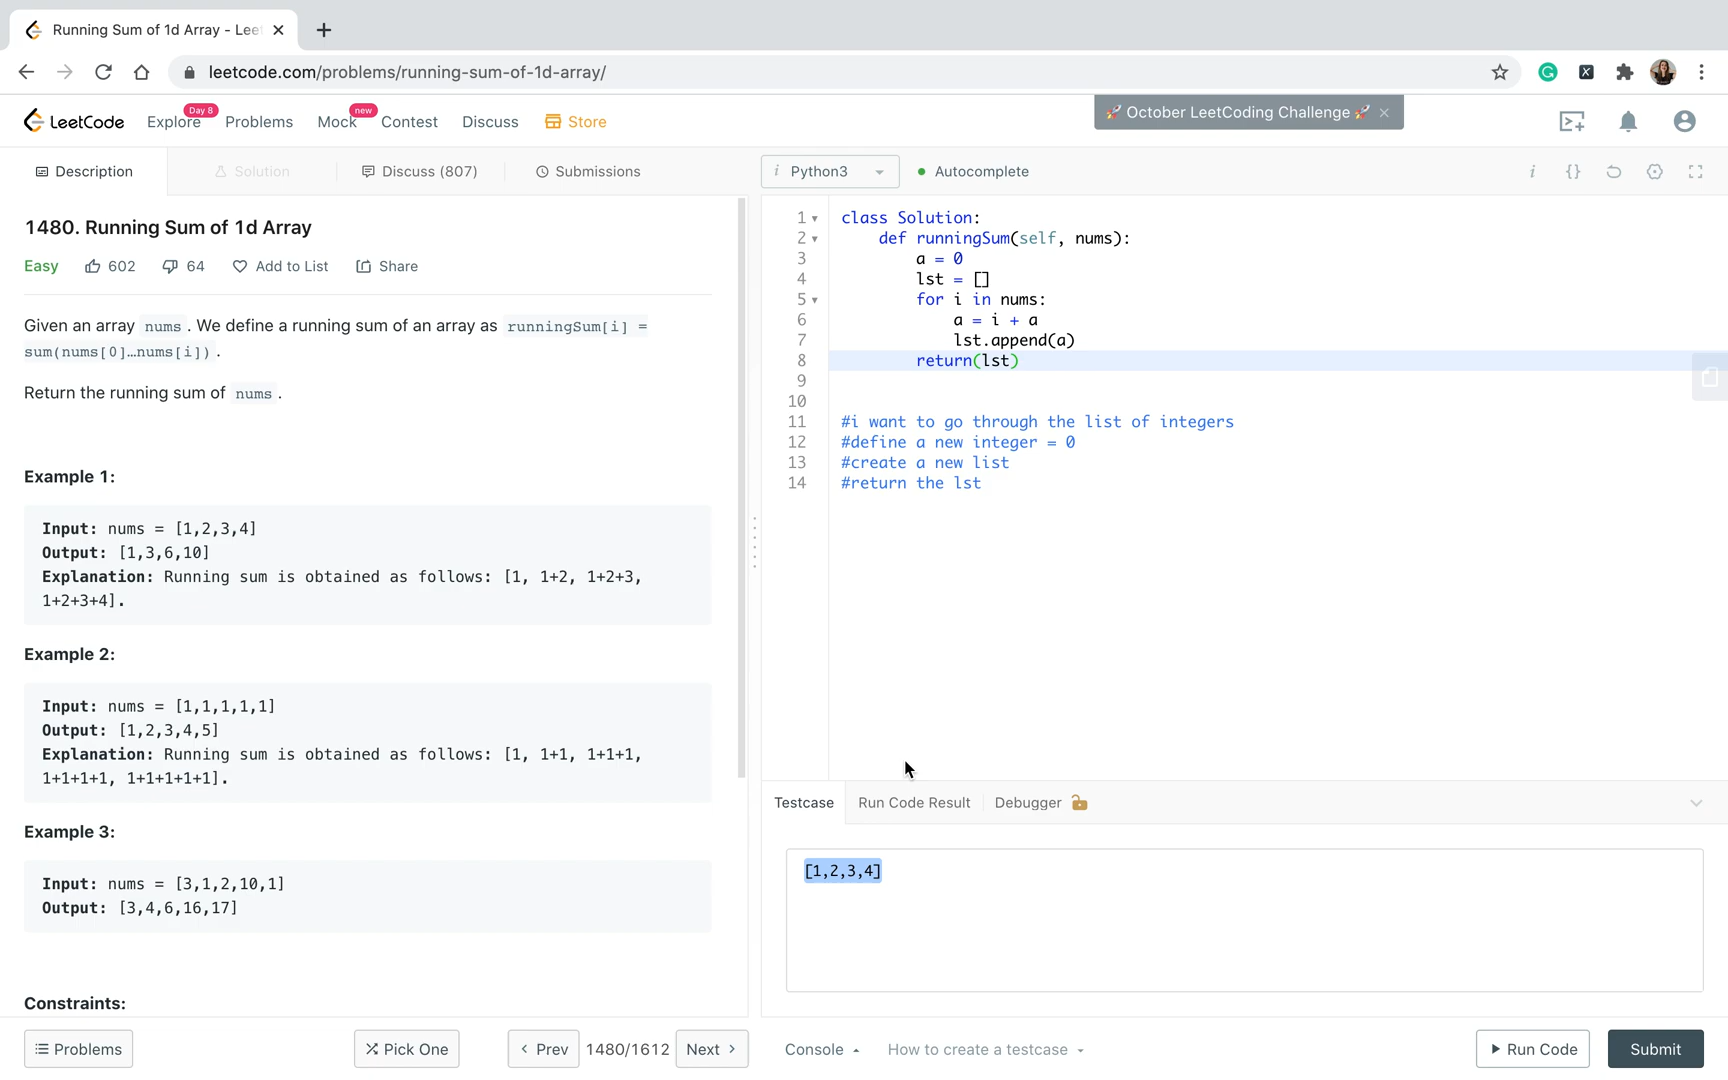 Running Sum of 1d Array - Lee
leetcode.com/problems/running-sum-of-1d-array/
LeetCode
Explore
Day 8
Problems
Mock
new
Contest
Discuss
Store
🚀 October LeetCoding Challenge 🚀
Description
Solution
Discuss (807)
Submissions
1480. Running Sum of 1d Array
Easy
602
64
Add to List
Share
Given an array nums . We define a running sum of an array as runningSum[i] =
sum(nums[0]…nums[i]) .
Return the running sum of nums .
Example 1:
Input: nums = [1,2,3,4]
Output: [1,3,6,10]
Explanation: Running sum is obtained as follows: [1, 1+2, 1+2+3,
1+2+3+4].
Example 2:
Input: nums = [1,1,1,1,1]
Output: [1,2,3,4,5]
Explanation: Running sum is obtained as follows: [1, 1+1, 1+1+1,
1+1+1+1, 1+1+1+1+1].
Example 3:
Input: nums = [3,1,2,10,1]
Output: [3,4,6,16,17]
Constraints:
Problems
Pick One
Prev
1480/1612
Next
i Python3
Autocomplete
i {}
1 class Solution:
2     def runningSum(self, nums):
3         a = 0
4         lst = []
5         for i in nums:
6             a = i + a
7             lst.append(a)
8         return(lst)
9
10
11 #i want to go through the list of integers
12 #define a new integer = 0
13 #create a new list
14 #return the lst
Testcase
Run Code Result
Debugger
[1,2,3,4]
Console
How to create a testcase
Run Code
Submit